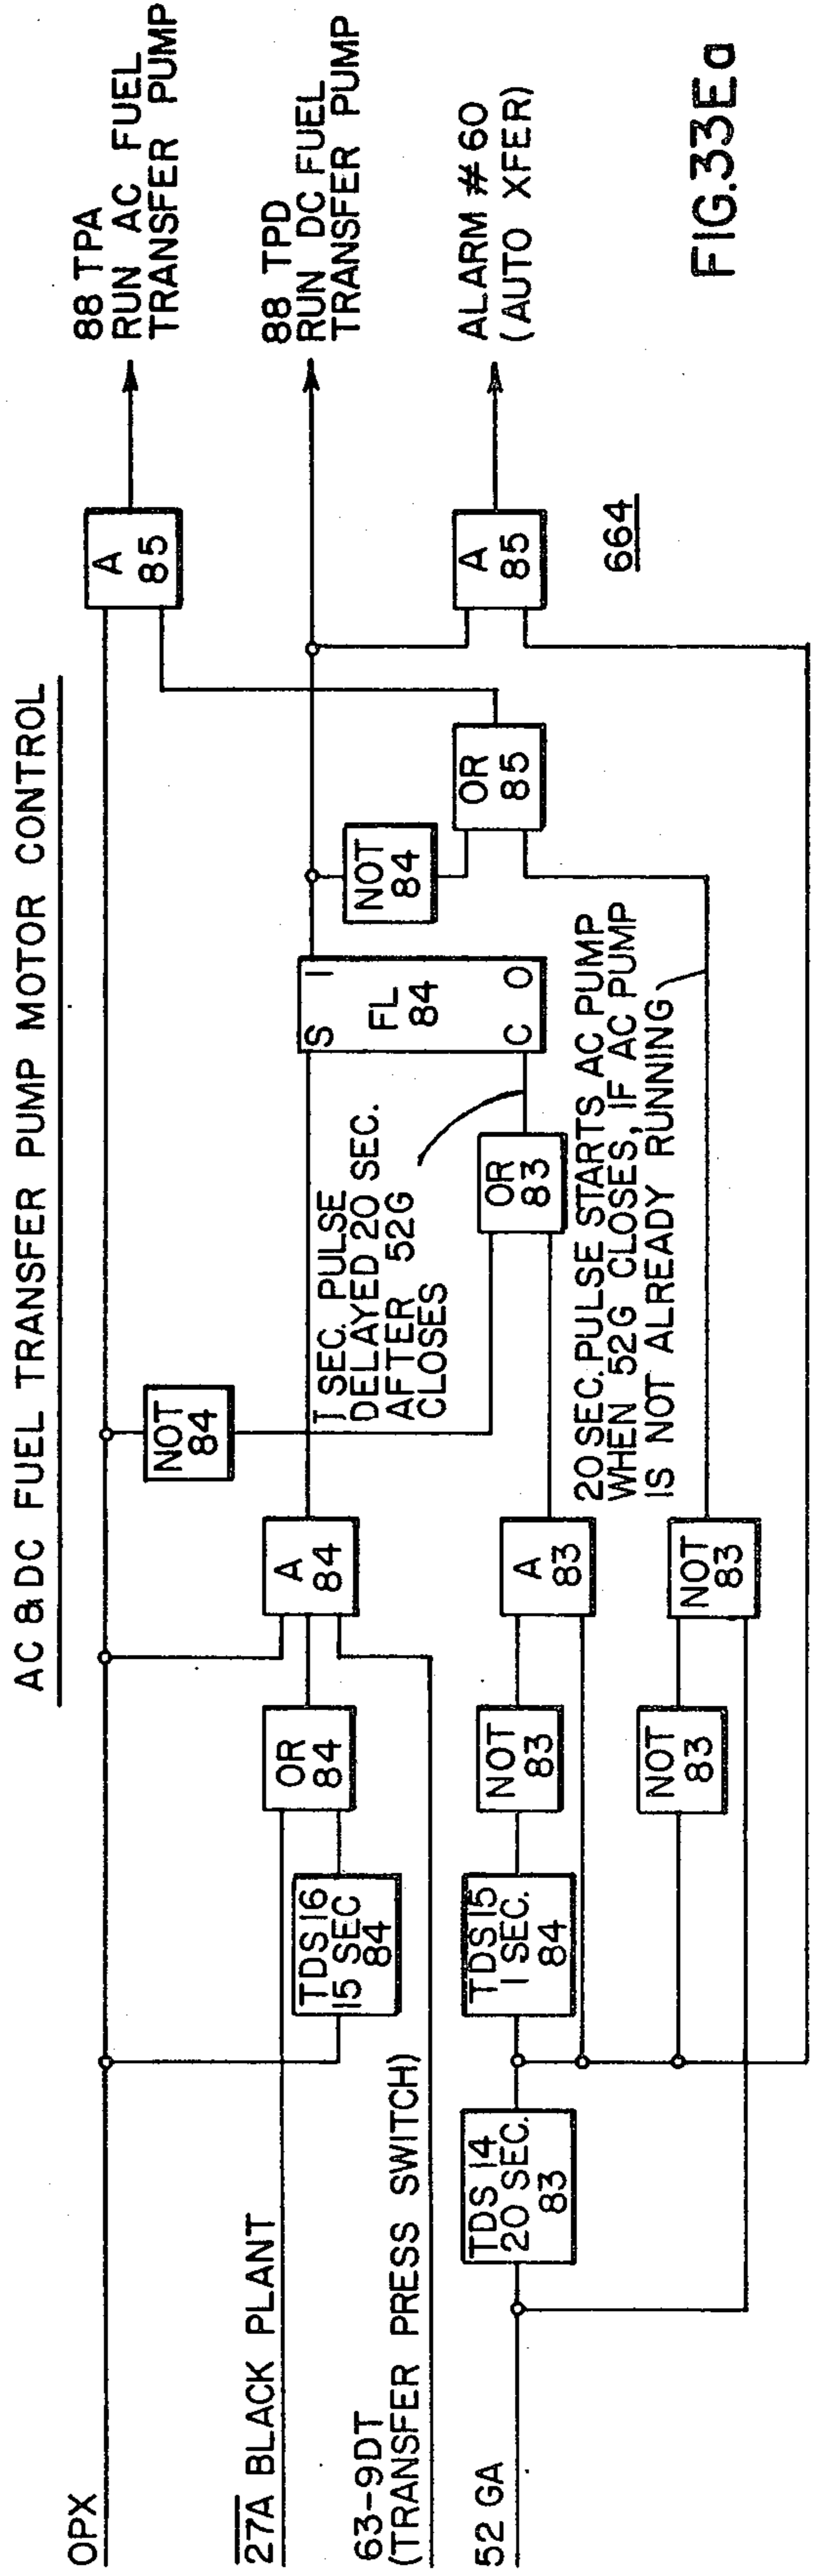 AC & DC FUEL TRANSFER PUMP MOTOR CONTROL
OPX
27A BLACK PLANT
63-9DT
(TRANSFER PRESS SWITCH)
52 GA
TDS 16
15 SEC
84
TDS 14
20 SEC.
83
TDS 15
1 SEC.
84
OR
84
NOT
83
NOT
83
A
84
A
83
NOT
83
NOT
84
1 SEC. PULSE
DELAYED 20 SEC.
AFTER 52G
CLOSES
OR
83
20 SEC. PULSE STARTS AC PUMP
WHEN 52G CLOSES, IF AC PUMP
IS NOT ALREADY RUNNING
S 1
FL
84
C 0
NOT
84
OR
85
A
85
A
85
664
88 TPA
RUN AC FUEL
TRANSFER PUMP
88 TPD
RUN DC FUEL
TRANSFER PUMP
ALARM # 60
(AUTO XFER)
FIG.33Ea